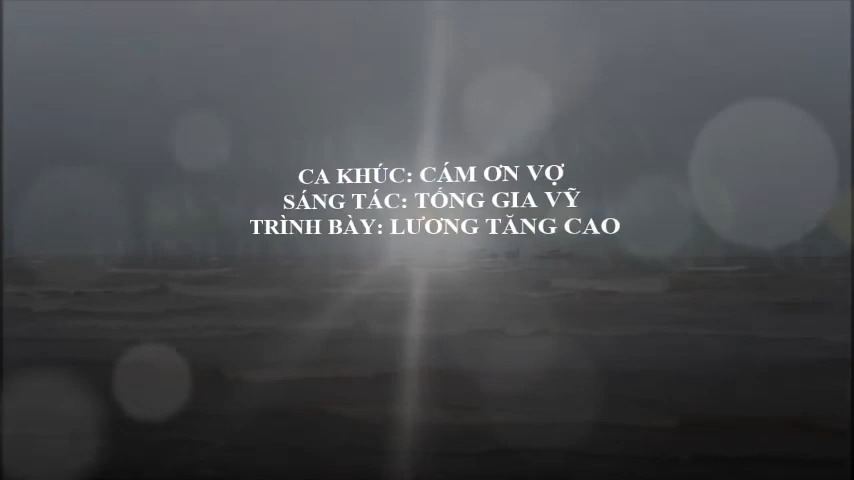 CA KHÚC: CÁM ƠN VỢ
SÁNG TÁC: TỐNG GIA VỸ
TRÌNH BÀY: LƯƠNG TĂNG CAO